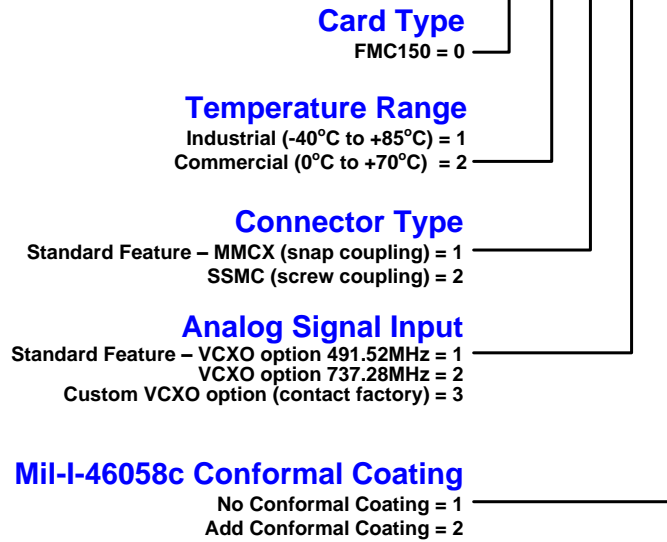 Card Type
FMC150 = 0
Temperature Range
Industrial (-40°C to +85°C) = 1
Commercial (0°C to +70°C) = 2
Connector Type
Standard Feature – MMCX (snap coupling) = 1
SSMC (screw coupling) = 2
Analog Signal Input
Standard Feature – VCXO option 491.52MHz = 1
VCXO option 737.28MHz = 2
Custom VCXO option (contact factory) = 3
Mil-I-46058c Conformal Coating
No Conformal Coating = 1
Add Conformal Coating = 2